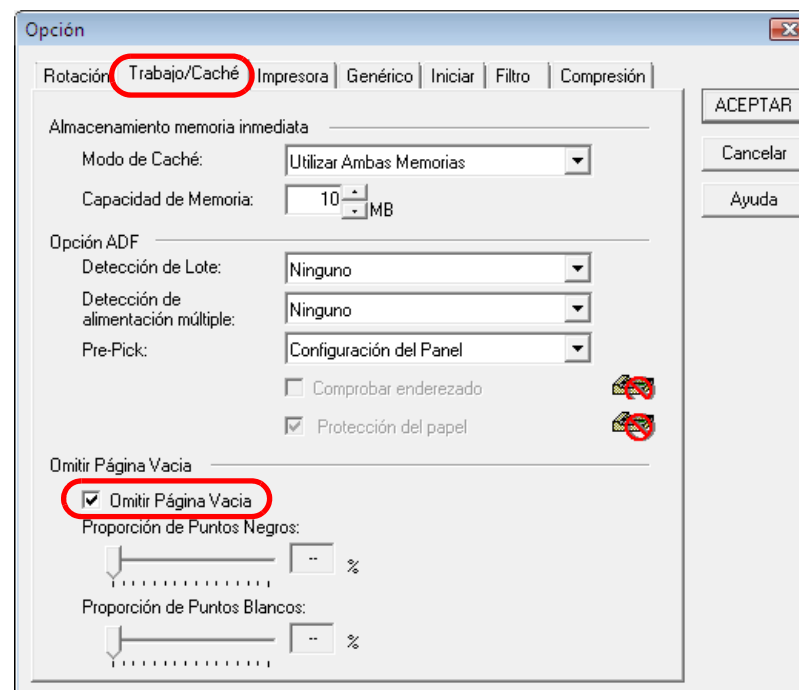 Opción
Rotación Trabajo/Caché Impresora Genérico Iniciar Filtro Compresión
ACEPTAR
Cancelar
Ayuda
Almacenamiento memoria inmediata
Modo de Caché: Utilizar Ambas Memorias
Capacidad de Memoria: 10 MB
Opción ADF
Detección de Lote: Ninguno
Detección de
alimentación múltiple: Ninguno
Pre-Pick: Configuración del Panel
Comprobar enderezado
Protección del papel
Omitir Página Vacia
Omitir Página Vacia
Proporción de Puntos Negros:
-- %
Proporción de Puntos Blancos:
-- %